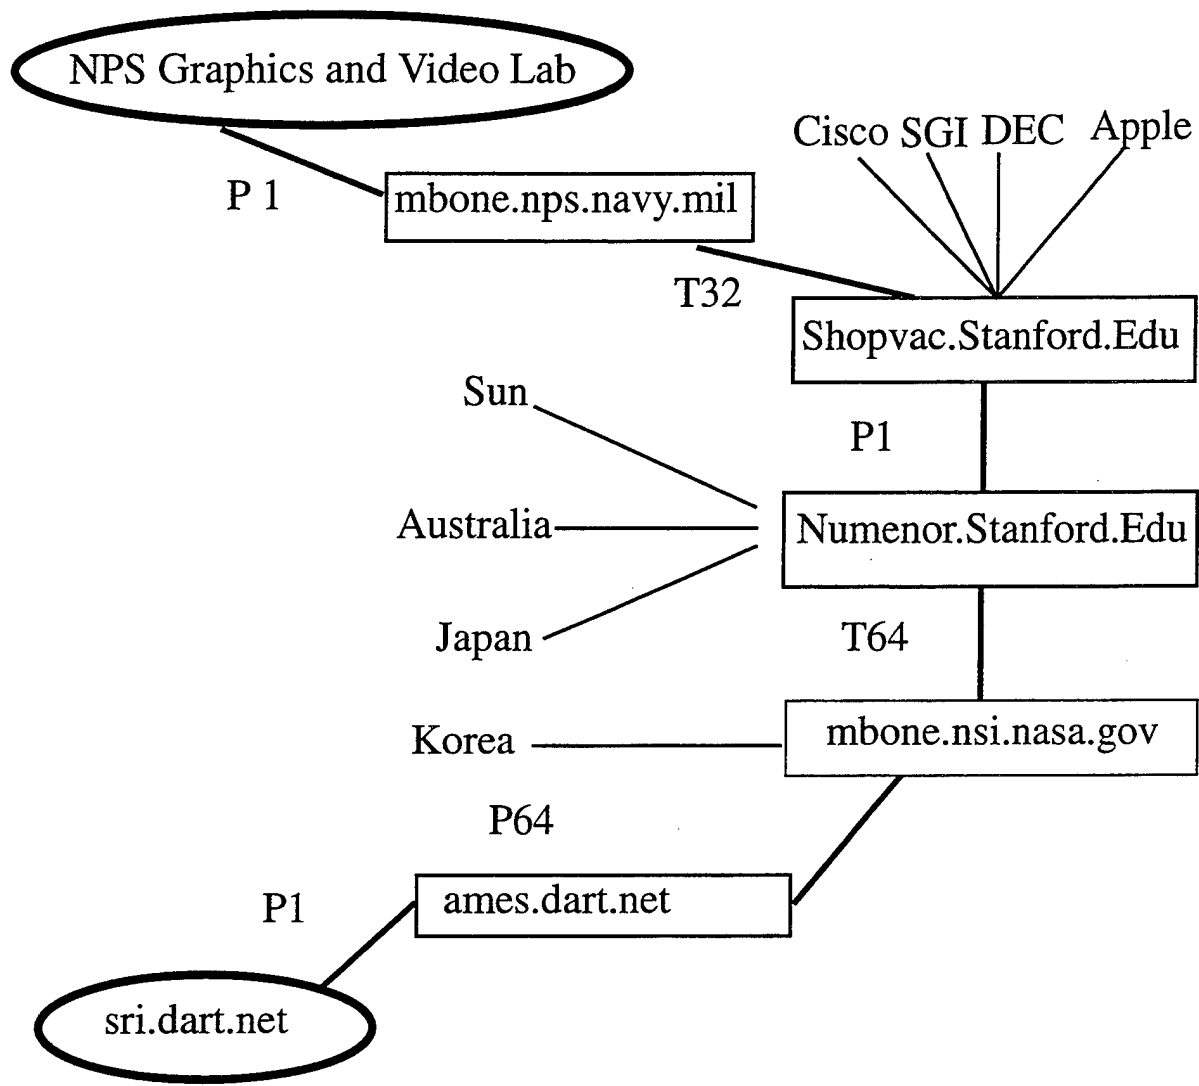 NPS Graphics and Video Lab
Cisco SGI DEC Apple
P 1
mbone.nps.navy.mil
T32
Shopvac.Stanford.Edu
Sun
P1
Australia
Numenor.Stanford.Edu
Japan
T64
Korea
mbone.nsi.nasa.gov
P64
P1
ames.dart.net
sri.dart.net